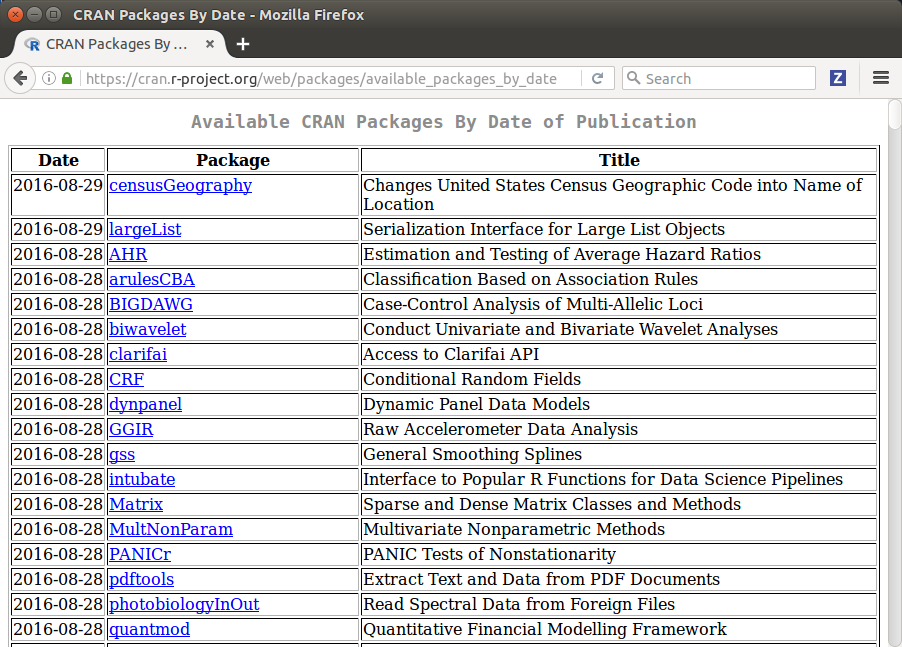 CRAN Packages By Date - Mozilla Firefox
CRAN Packages By ...
https://cran.r-project.org/web/packages/available_packages_by_date
Search
Z
Available CRAN Packages By Date of Publication
Date Package Title
2016-08-29 censusGeography Changes United States Census Geographic Code into Name of
Location
2016-08-29 largeList Serialization Interface for Large List Objects
2016-08-28 AHR Estimation and Testing of Average Hazard Ratios
2016-08-28 arulesCBA Classification Based on Association Rules
2016-08-28 BIGDAWG Case-Control Analysis of Multi-Allelic Loci
2016-08-28 biwavelet Conduct Univariate and Bivariate Wavelet Analyses
2016-08-28 clarifai Access to Clarifai API
2016-08-28 CRF Conditional Random Fields
2016-08-28 dynpanel Dynamic Panel Data Models
2016-08-28 GGIR Raw Accelerometer Data Analysis
2016-08-28 gss General Smoothing Splines
2016-08-28 intubate Interface to Popular R Functions for Data Science Pipelines
2016-08-28 Matrix Sparse and Dense Matrix Classes and Methods
2016-08-28 MultNonParam Multivariate Nonparametric Methods
2016-08-28 PANICr PANIC Tests of Nonstationarity
2016-08-28 pdftools Extract Text and Data from PDF Documents
2016-08-28 photobiologyInOut Read Spectral Data from Foreign Files
2016-08-28 quantmod Quantitative Financial Modelling Framework